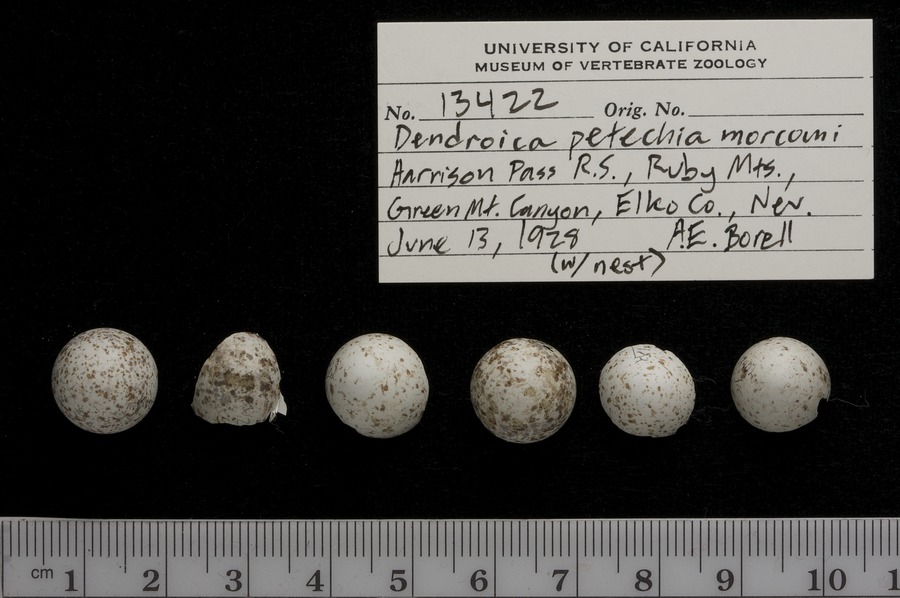 UNIVERSITY OF CALIFORNIA
MUSEUM OF VERTEBRATE ZOOLOGY
No. 13422 Orig. No.
Dendroica petechia morcomi
Harrison Pass R.S., Ruby Mts.,
Green Mt. Canyon, Elko Co., Nev.
June 13, 1928 A.E. Borell
(w/ nest)
cm 1 2 3 4 5 6 7 8 9 10 1